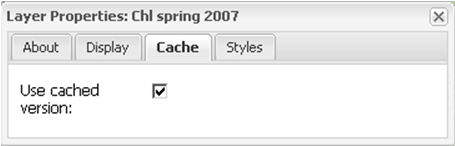 Layer Properties: Chl spring 2007
About Display Cache Styles
Use cached
version: